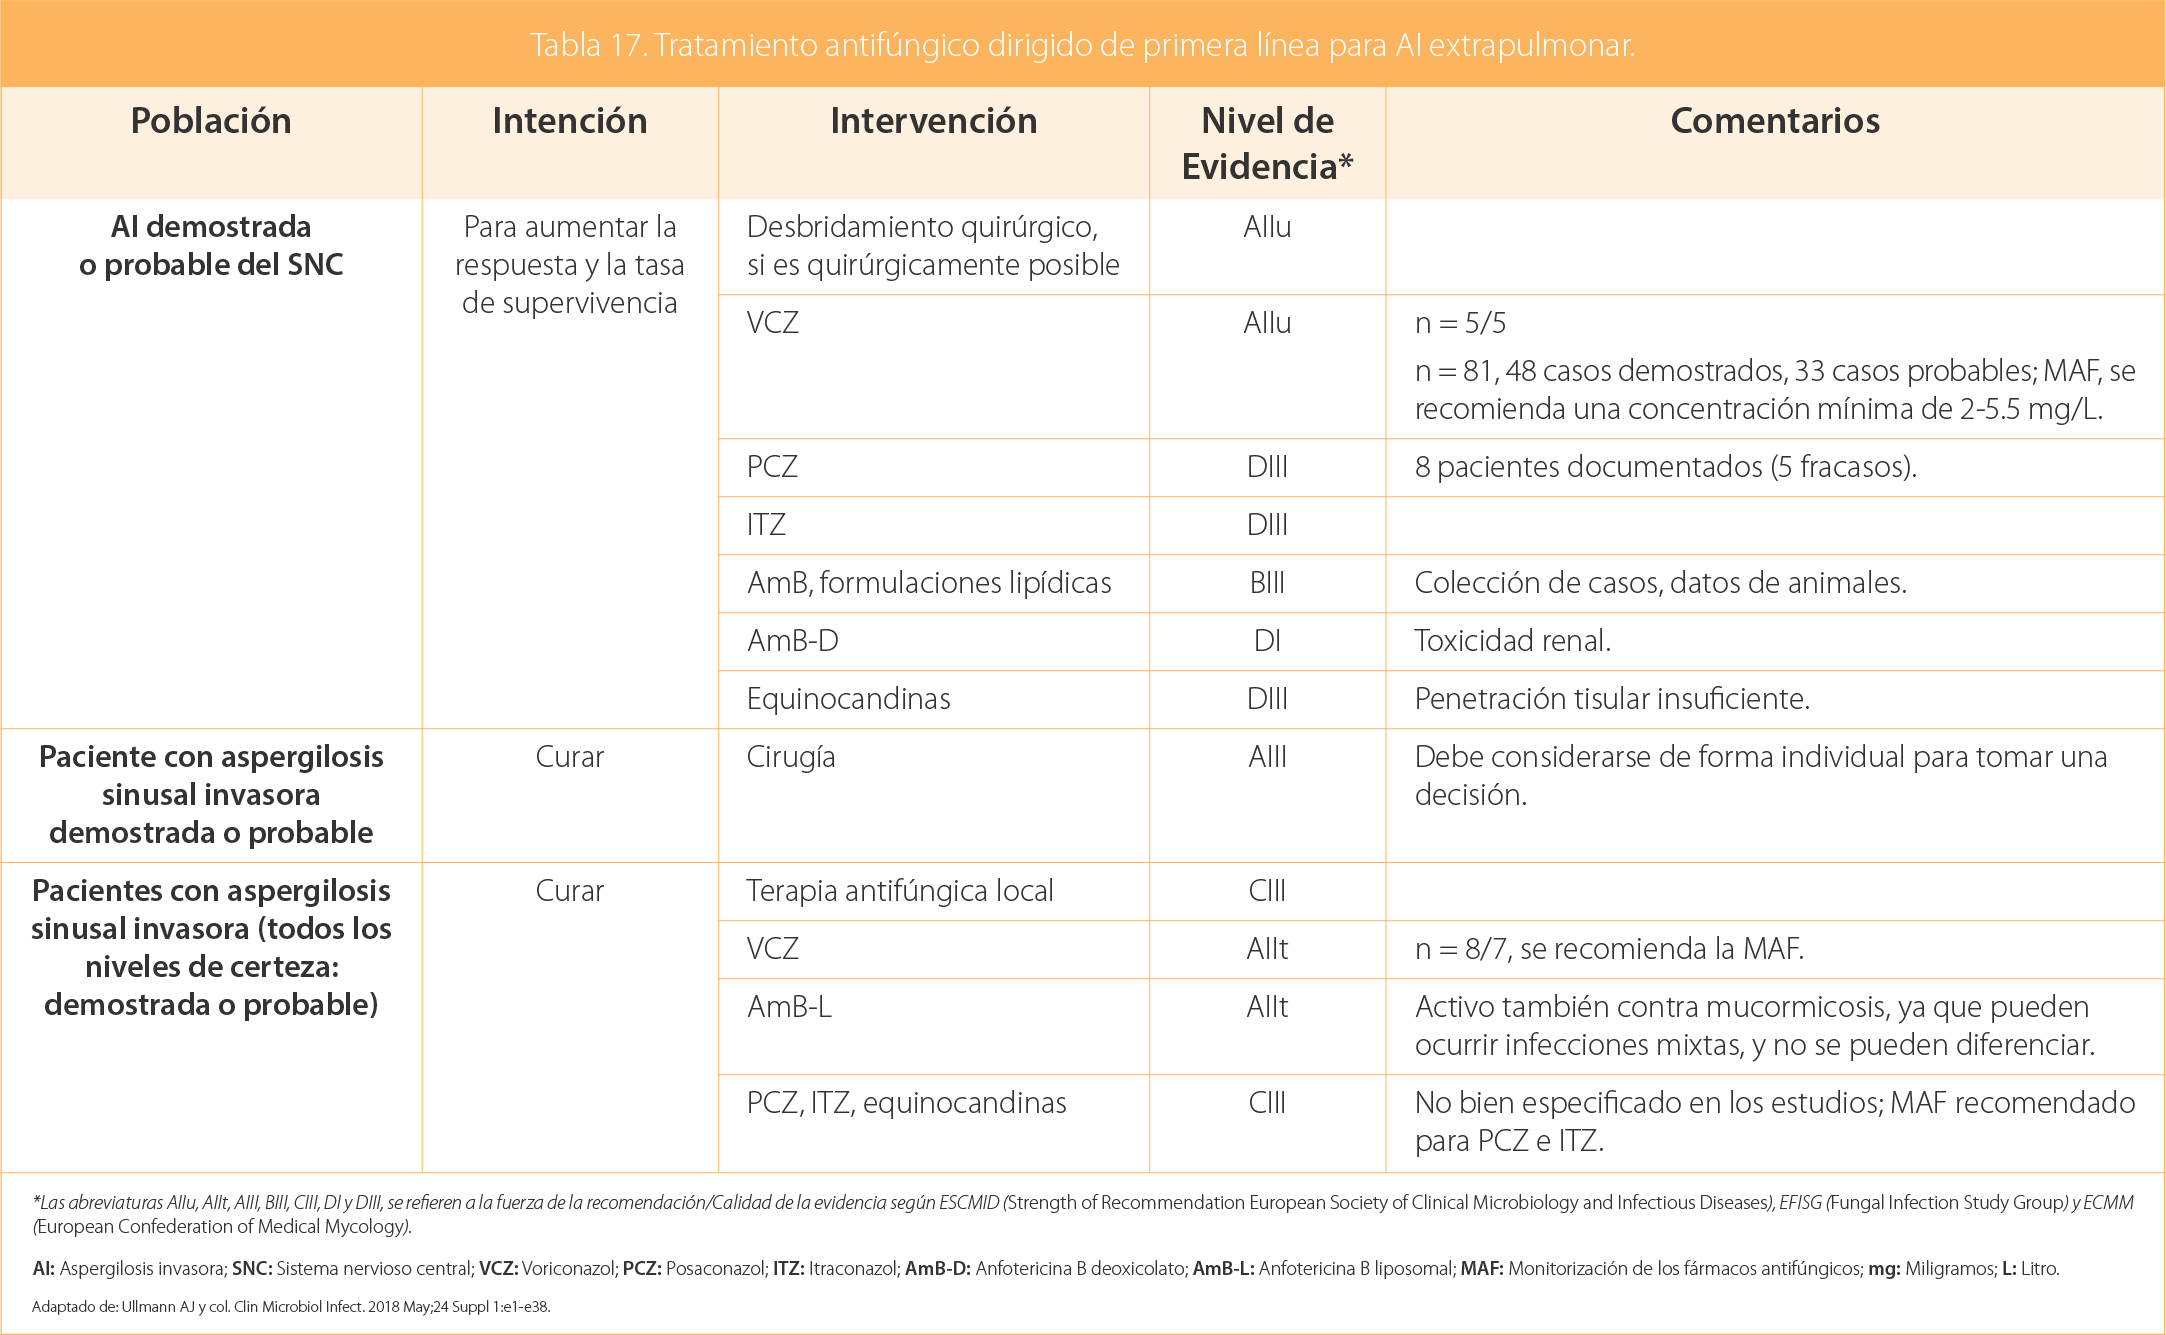 Tabla 17. Tratamiento antifúngico dirigido de primera línea para AI extrapulmonar.
Población
Intención
Intervención
Nivel de
Evidencia*
Comentarios
AI demostrada
o probable del SNC
Para aumentar la
respuesta y la tasa
de supervivencia
Desbridamiento quirúrgico,
si es quirúrgicamente posible
AIIu
VCZ
AIIu
n = 5/5
n = 81, 48 casos demostrados, 33 casos probables; MAF, se
recomienda una concentración mínima de 2-5.5 mg/L.
PCZ
DIII
8 pacientes documentados (5 fracasos).
ITZ
DIII
AmB, formulaciones lipídicas
BIII
Colección de casos, datos de animales.
AmB-D
DI
Toxicidad renal.
Equinocandinas
DIII
Penetración tisular insuficiente.
Paciente con aspergilosis
sinusal invasora
demostrada o probable
Curar
Cirugía
AIII
Debe considerarse de forma individual para tomar una
decisión.
Pacientes con aspergilosis
sinusal invasora (todos los
niveles de certeza:
demostrada o probable)
Curar
Terapia antifúngica local
CIII
VCZ
AIIt
n = 8/7, se recomienda la MAF.
AmB-L
AIIt
Activo también contra mucormicosis, ya que pueden
ocurrir infecciones mixtas, y no se pueden diferenciar.
PCZ, ITZ, equinocandinas
CIII
No bien especificado en los estudios; MAF recomendado
para PCZ e ITZ.
*Las abreviaturas AIIu, AIIt, AIII, BIII, CIII, DI y DIII, se refieren a la fuerza de la recomendación/Calidad de la evidencia según ESCMID (Strength of Recommendation European Society of Clinical Microbiology and Infectious Diseases), EFISG (Fungal Infection Study Group) y ECMM
(European Confederation of Medical Mycology).
AI: Aspergilosis invasora; SNC: Sistema nervioso central; VCZ: Voriconazol; PCZ: Posaconazol; ITZ: Itraconazol; AmB-D: Anfotericina B deoxicolato; AmB-L: Anfotericina B liposomal; MAF: Monitorización de los fármacos antifúngicos; mg: Miligramos; L: Litro.
Adaptado de: Ullmann AJ y col. Clin Microbiol Infect. 2018 May;24 Suppl 1:e1-e38.